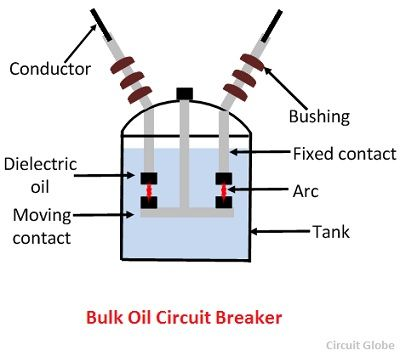 Conductor
Bushing
Dielectric
oil
Fixed contact
Arc
Moving
contact
Tank
Bulk Oil Circuit Breaker
Circuit Globe